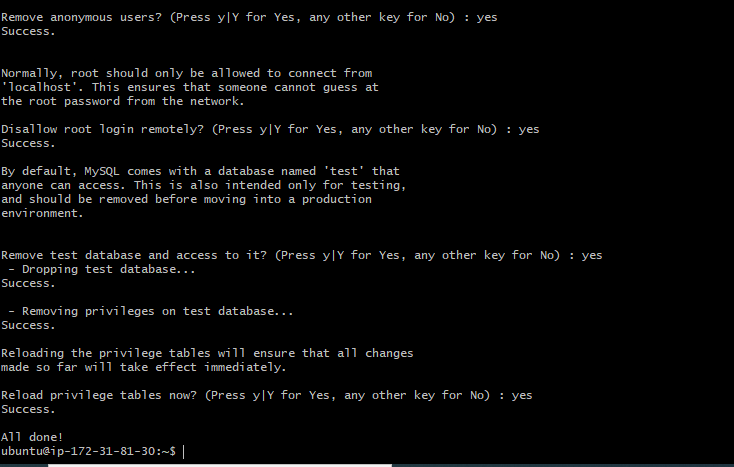 Remove anonymous users? (Press y|Y for Yes, any other key for No) : yes
Success.
Normally, root should only be allowed to connect from
'localhost'. This ensures that someone cannot guess at
the root password from the network.
Disallow root login remotely? (Press y|Y for Yes, any other key for No) : yes
Success.
By default, MySQL comes with a database named 'test' that
anyone can access. This is also intended only for testing,
and should be removed before moving into a production
environment.
Remove test database and access to it? (Press y|Y for Yes, any other key for No) : yes
 - Dropping test database...
Success.
 - Removing privileges on test database...
Success.
Reloading the privilege tables will ensure that all changes
made so far will take effect immediately.
Reload privilege tables now? (Press y|Y for Yes, any other key for No) : yes
Success.
All done!
ubuntu@ip-172-31-81-30:~$